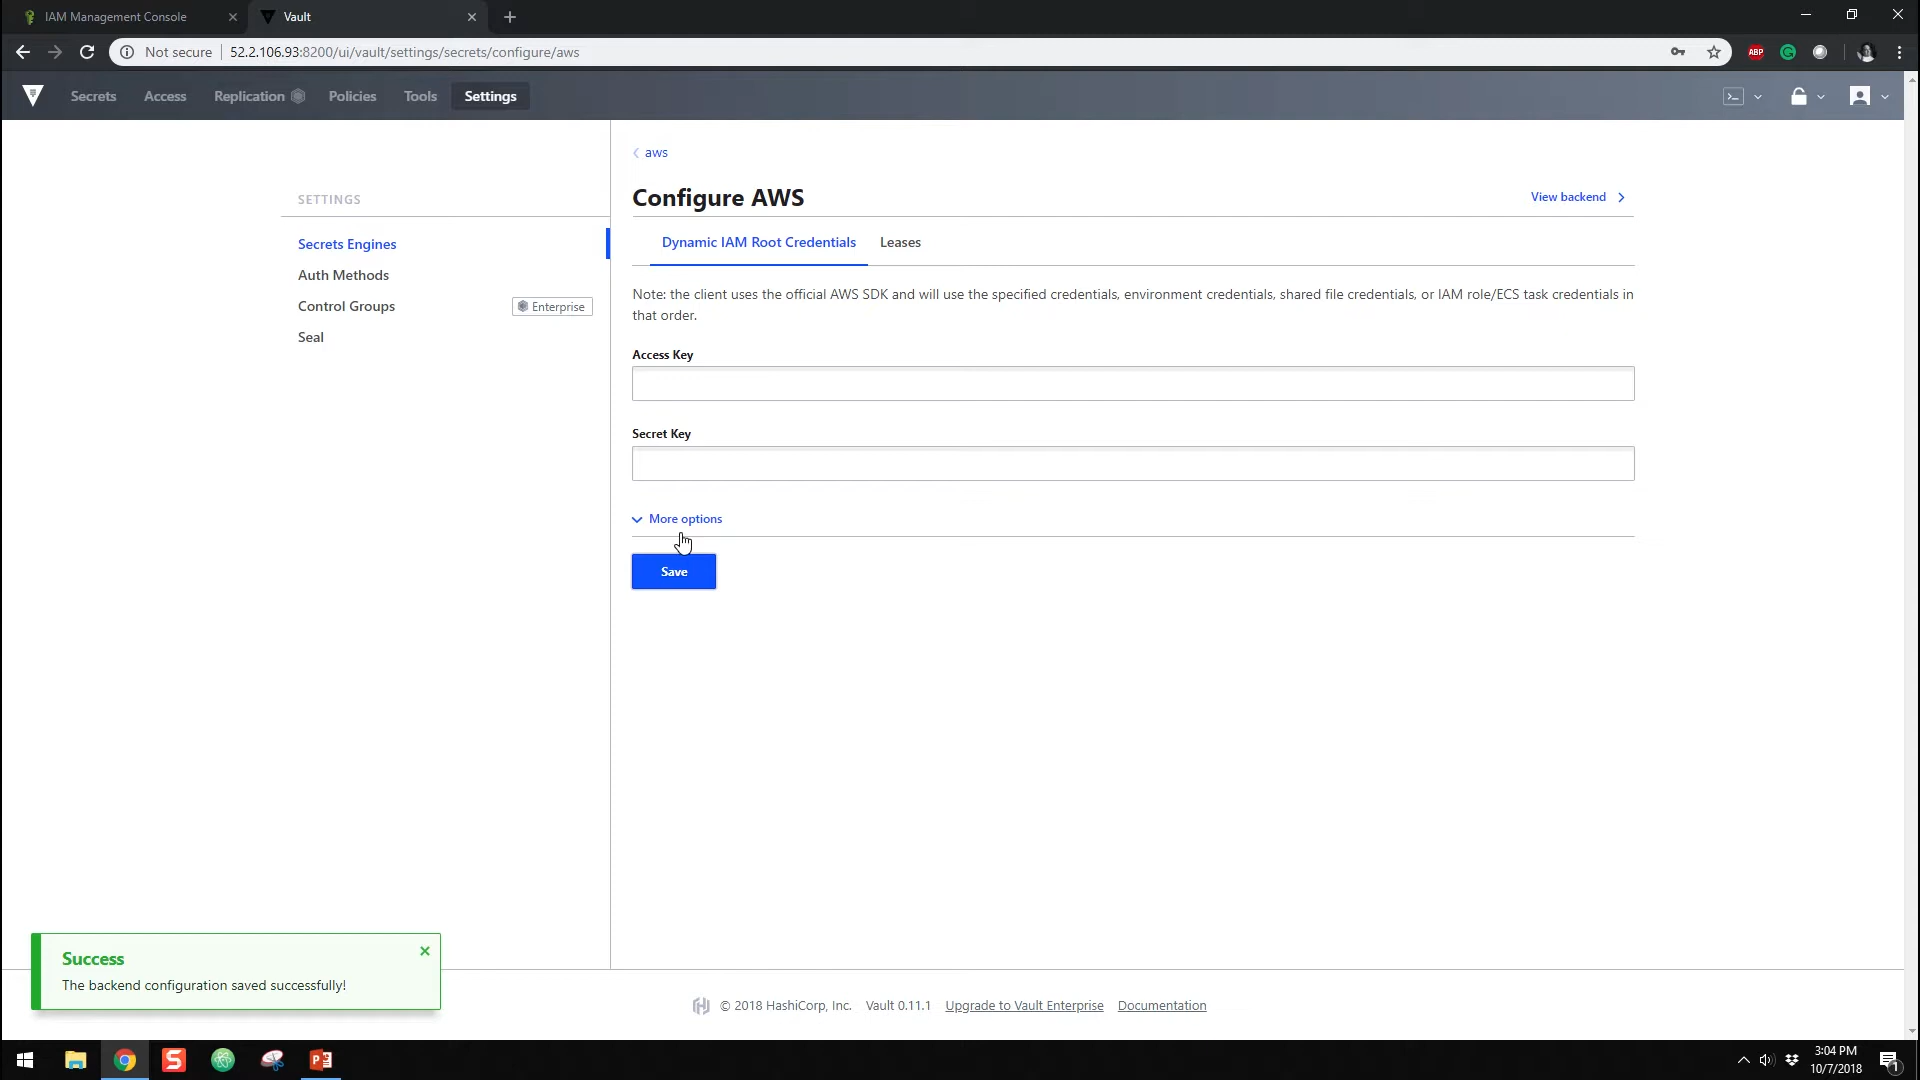 IAM Management Console
Vault
Not secure
52.2.106.93:8200/ui/vault/settings/secrets/configure/aws
ABP
Secrets
Access
Replication
Policies
Tools
Settings
aws
SETTINGS
Configure AWS
View backend
Secrets Engines
Dynamic IAM Root Credentials
Leases
Auth Methods
Control Groups
Enterprise
Note: the client uses the official AWS SDK and will use the specified credentials, environment credentials, shared file credentials, or IAM role/ECS task credentials in
that order.
Seal
Access Key
Secret Key
More options
Save
Success
The backend configuration saved successfully!
© 2018 HashiCorp, Inc. Vault 0.11.1 Upgrade to Vault Enterprise Documentation
3:04 PM
10/7/2018
1